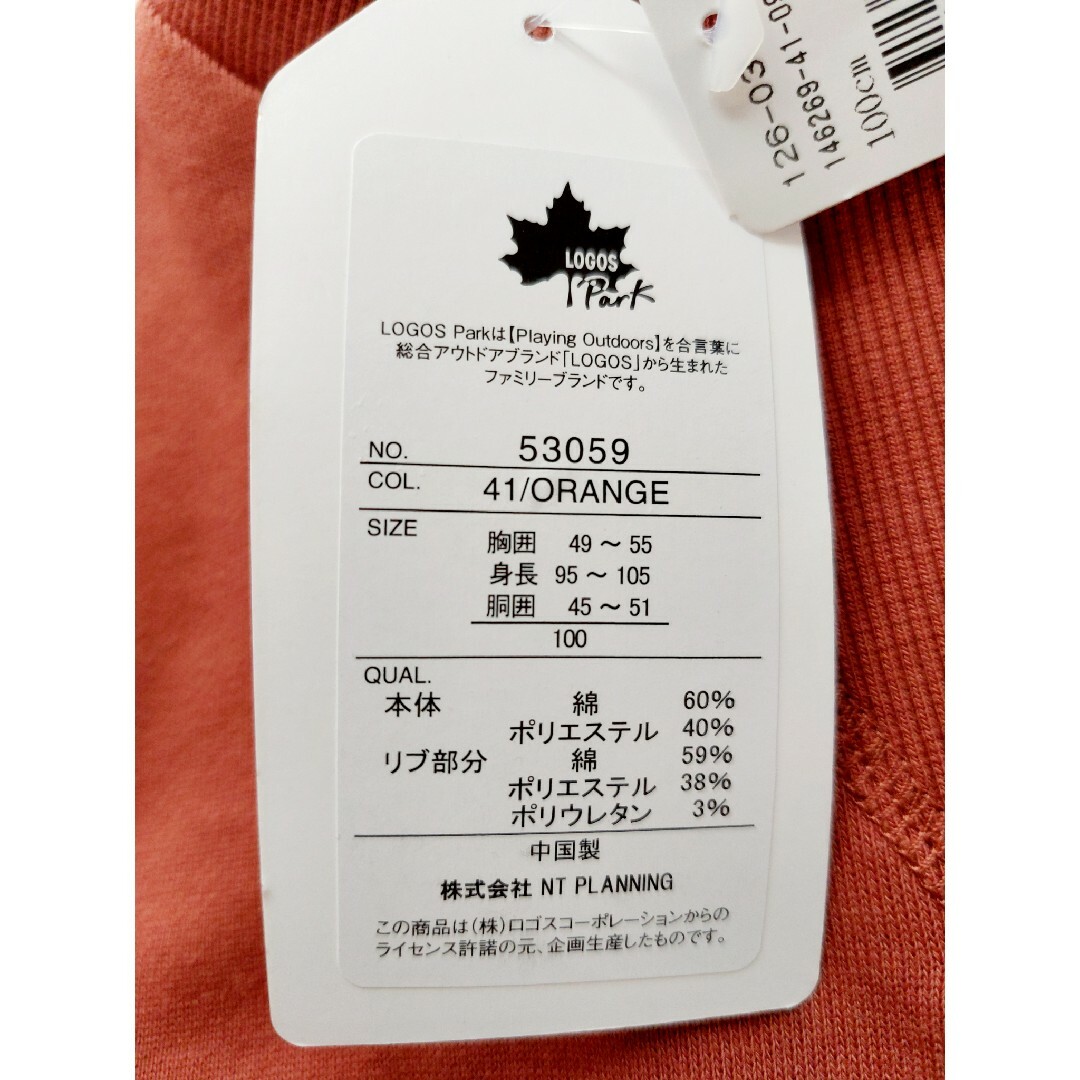 126-03
146269-41-09
100cm
LOGOS
Park
LOGOS Parkは【Playing Outdoors】を合言葉に
総合アウトドアブランド「LOGOS」から生まれた
ファミリーブランドです。
NO. 53059
COL. 41/ORANGE
SIZE
胸囲 49 ～ 55
身長 95 ～ 105
胴囲 45 ～ 51
100
QUAL.
本体 綿 60%
ポリエステル 40%
リブ部分 綿 59%
ポリエステル 38%
ポリウレタン 3%
中国製
株式会社 NT PLANNING
この商品は(株)ロゴスコーポレーションからの
ライセンス許諾の元、企画生産したものです。